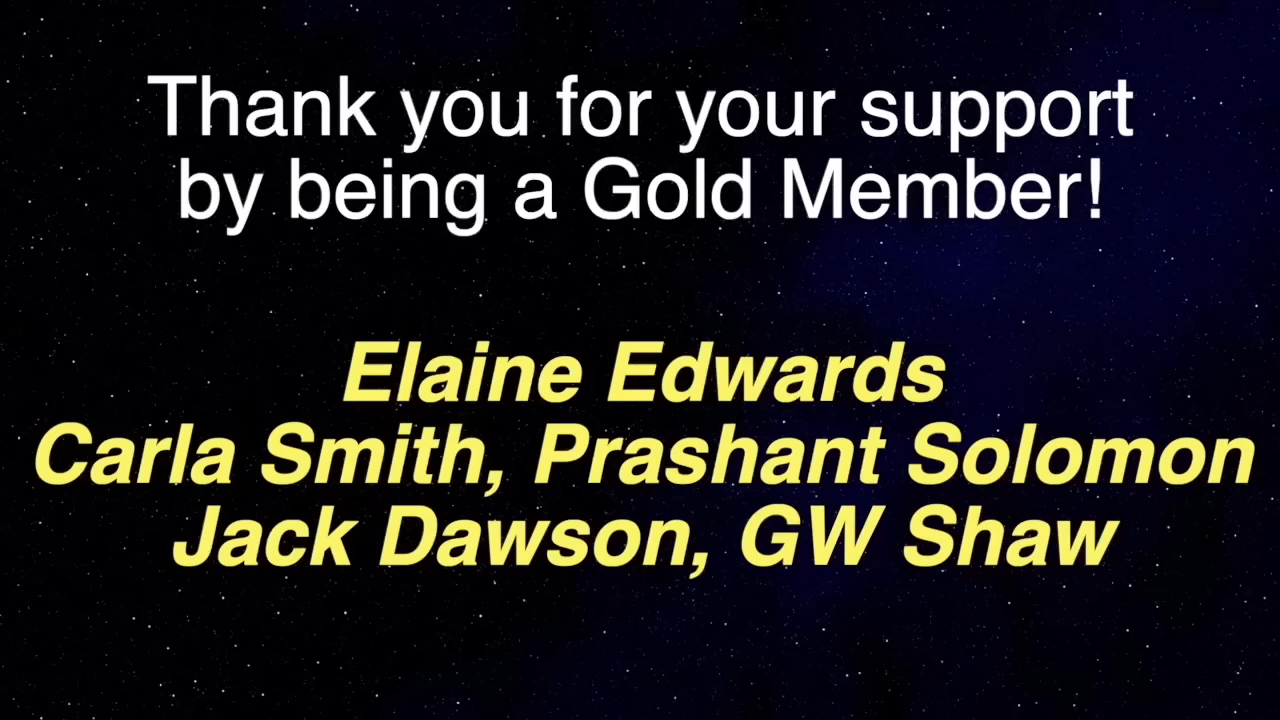 Thank you for your support
by being a Gold Member!
Elaine Edwards
Carla Smith, Prashant Solomon
Jack Dawson, GW Shaw